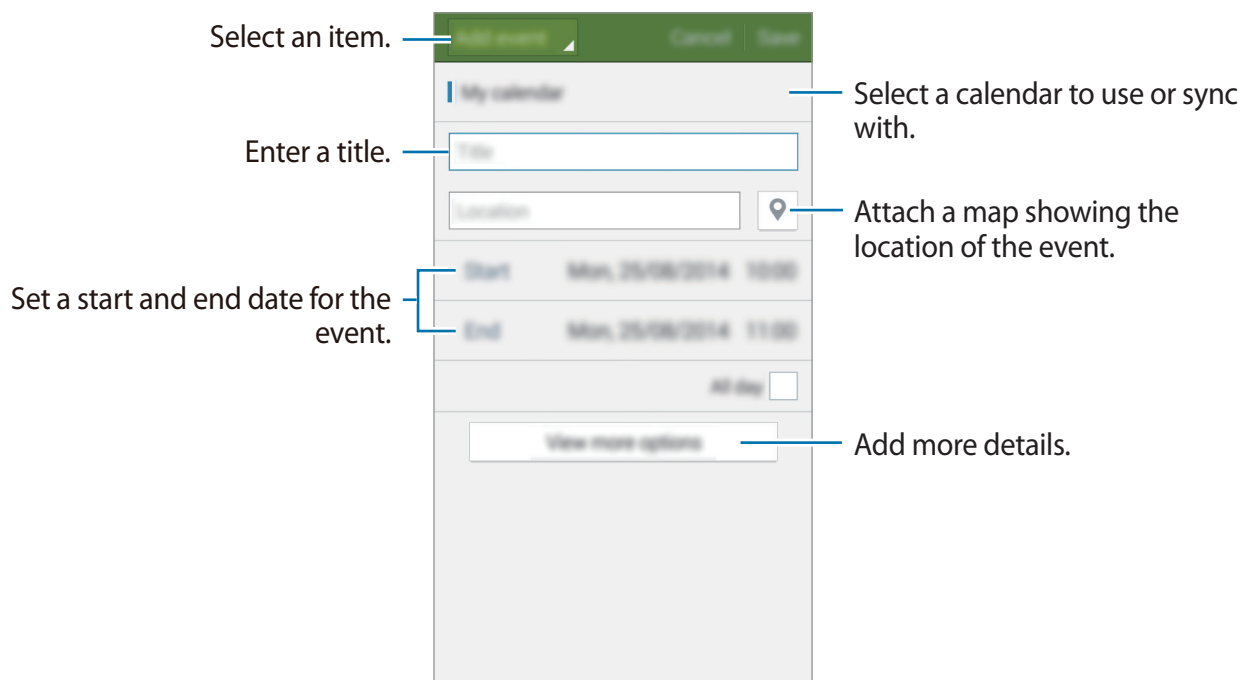 Select an item.
Add event
Cancel
Save
My calendar
Select a calendar to use or sync
with.
Enter a title.
Title
Location
Attach a map showing the
location of the event.
Start
Mon, 25/08/2014 10:00
Set a start and end date for the
event.
End
Mon, 25/08/2014 11:00
All day
View more options
Add more details.